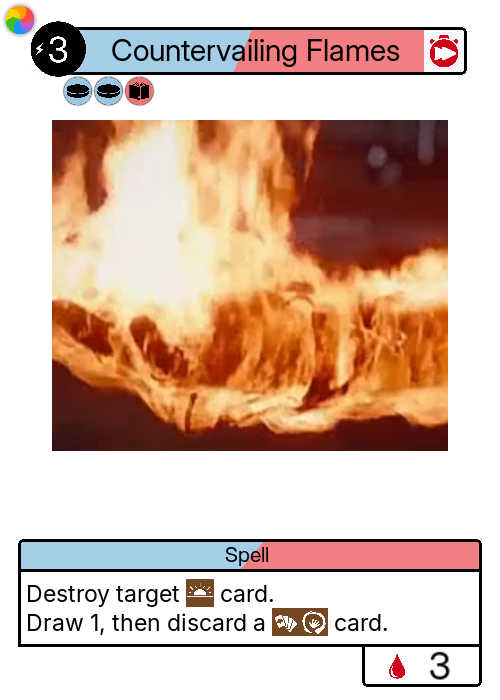 3
Countervailing Flames
Spell
Destroy target card.
Draw 1, then discard a card.
3